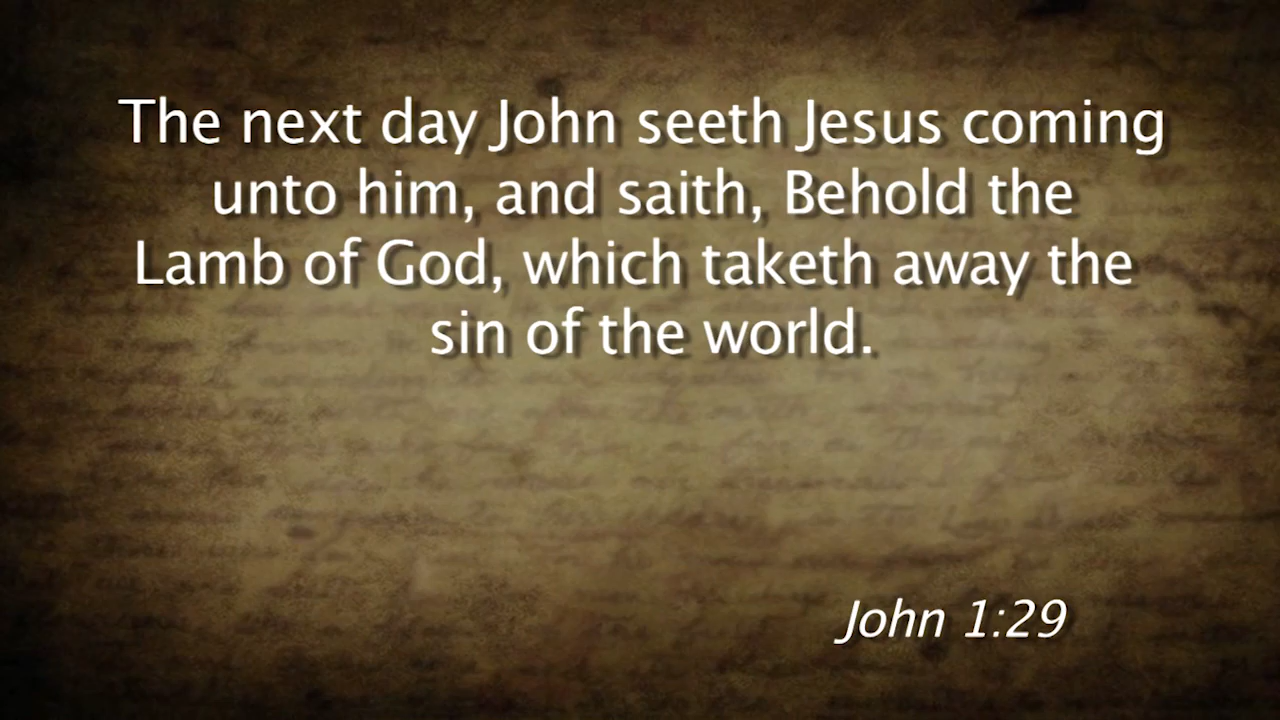 The next day John seeth Jesus coming
unto him, and saith, Behold the
Lamb of God, which taketh away the
sin of the world.
John 1:29